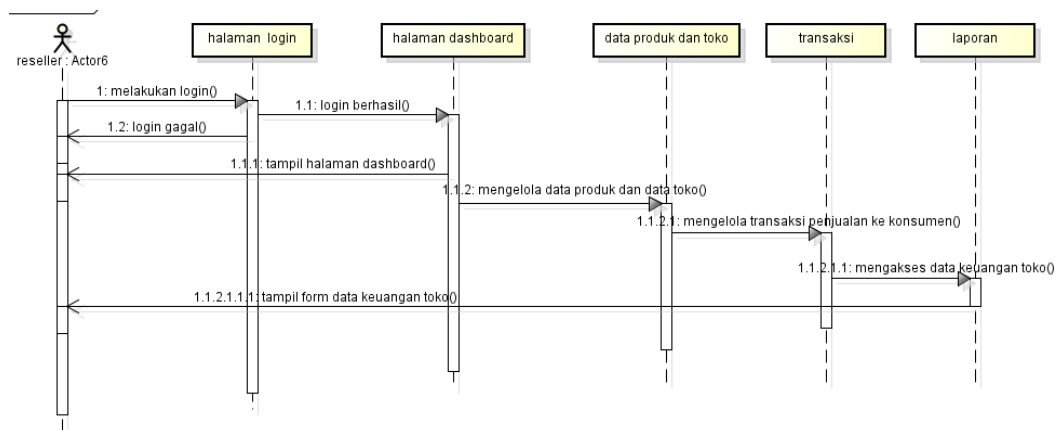 halaman login
halaman dashboard
data produk dan toko
transaksi
laporan
reseller : Actor6
1: melakukan login()
1.1: login berhasil()
1.2: login gagal()
1.1.1: tampil halaman dashboard()
1.1.2: mengelola data produk dan data toko()
1.1.2.1: mengelola transaksi penjualan ke konsumen()
1.1.2.1.1: mengakses data keuangan toko()
1.1.2.1.1.1: tampil form data keuangan toko()